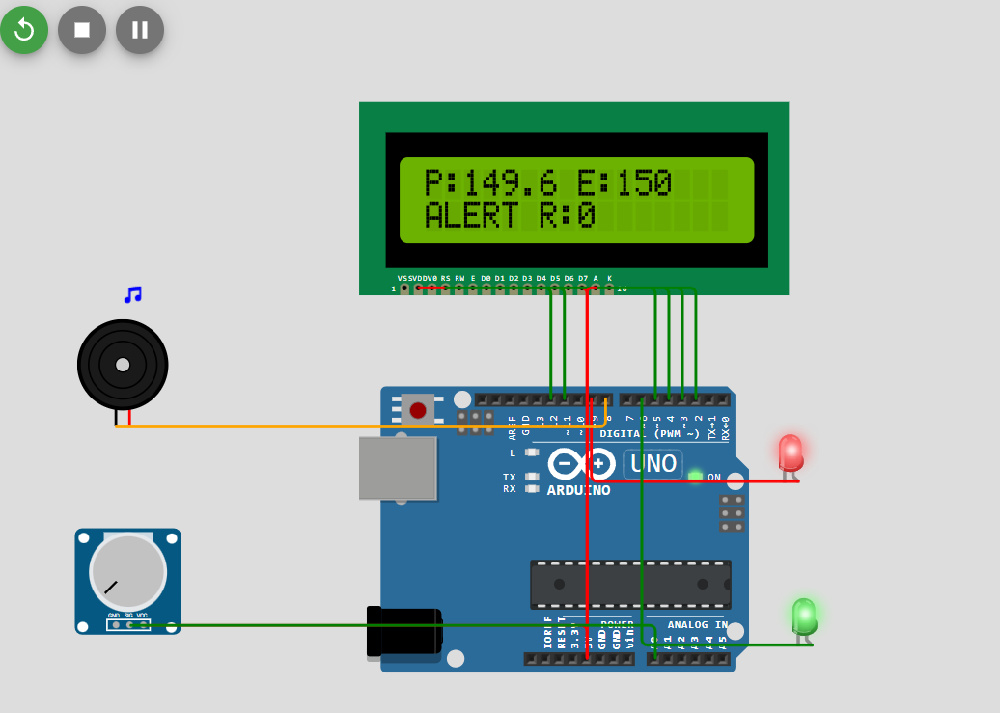 P:149.6 E:150
ALERT R:0
VSS VDD V0 RS RW E D0 D1 D2 D3 D4 D5 D6 D7 A K
1 16
AREF GND 13 12 ~11 ~10 ~9 8 7 ~6 ~5 4 ~3 2 TX→1 RX←0
DIGITAL (PWM ~)
L
TX
RX
UNO
ON
ARDUINO
GND SIG VCC
POWER
ANALOG IN
IOREF RESET 3.3V 5V GND GND Vin A0 A1 A2 A3 A4 A5